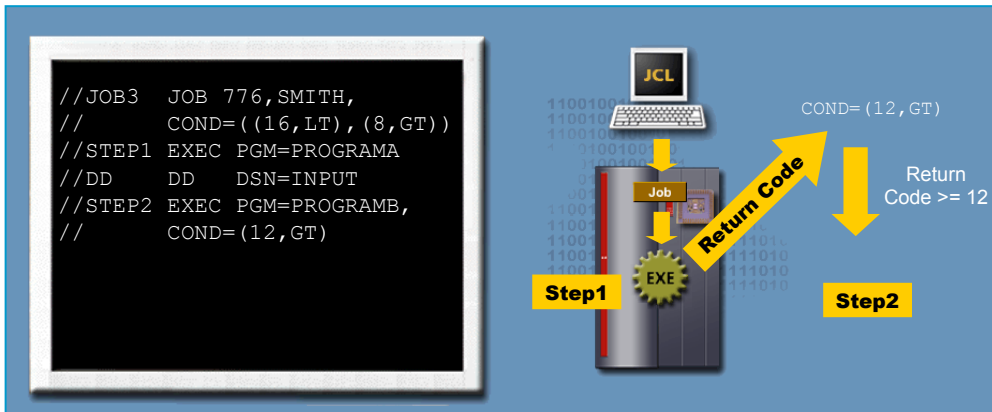 //JOB3  JOB 776,SMITH,
//      COND=((16,LT),(8,GT))
//STEP1 EXEC PGM=PROGRAMA
//DD    DD  DSN=INPUT
//STEP2 EXEC PGM=PROGRAMB,
//      COND=(12,GT)
JCL
Job
EXE
Step1
Return Code
COND=(12,GT)
Return
Code >= 12
Step2